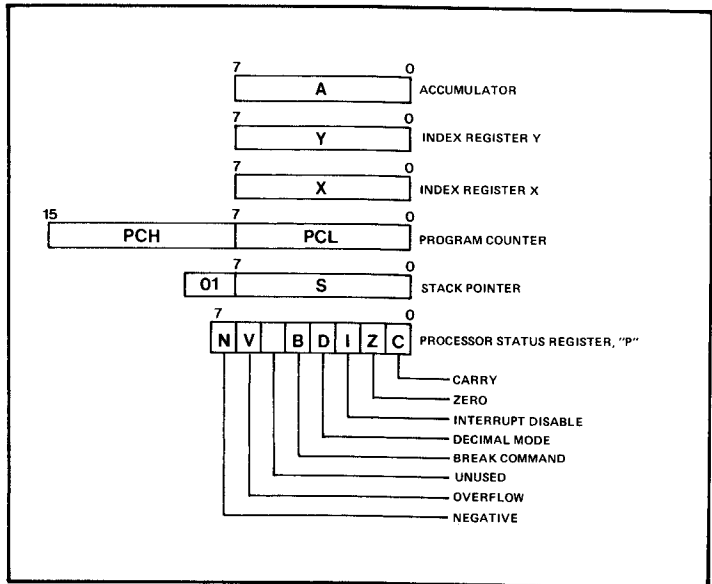 7 0
A ACCUMULATOR
7 0
Y INDEX REGISTER Y
7 0
X INDEX REGISTER X
15 7 0
PCH PCL PROGRAM COUNTER
7 0
01 S STACK POINTER
7 0
N V B D I Z C PROCESSOR STATUS REGISTER, "P"
CARRY
ZERO
INTERRUPT DISABLE
DECIMAL MODE
BREAK COMMAND
UNUSED
OVERFLOW
NEGATIVE